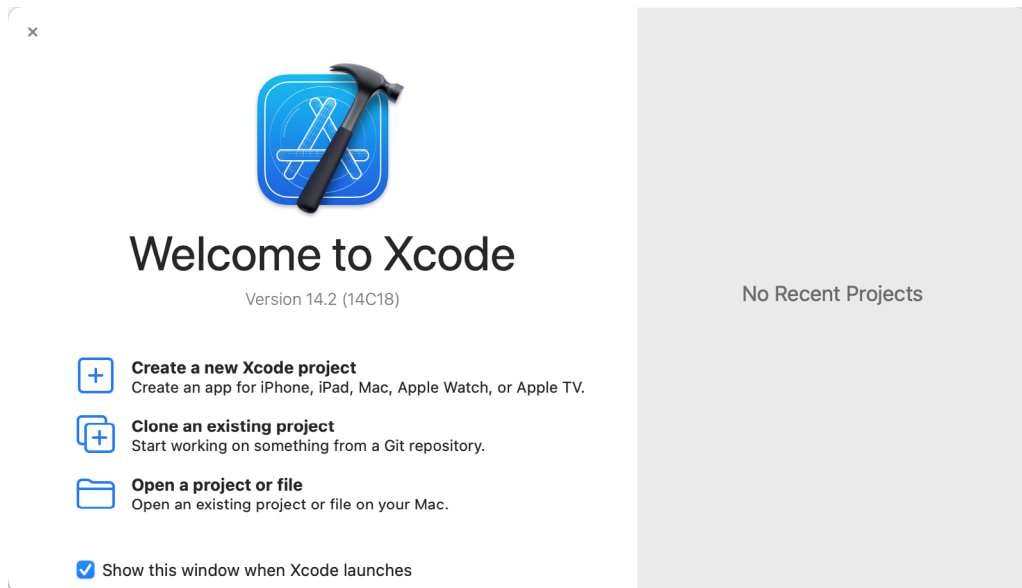 Welcome to Xcode
Version 14.2 (14C18)
Create a new Xcode project
Create an app for iPhone, iPad, Mac, Apple Watch, or Apple TV.
Clone an existing project
Start working on something from a Git repository.
Open a project or file
Open an existing project or file on your Mac.
Show this window when Xcode launches
No Recent Projects